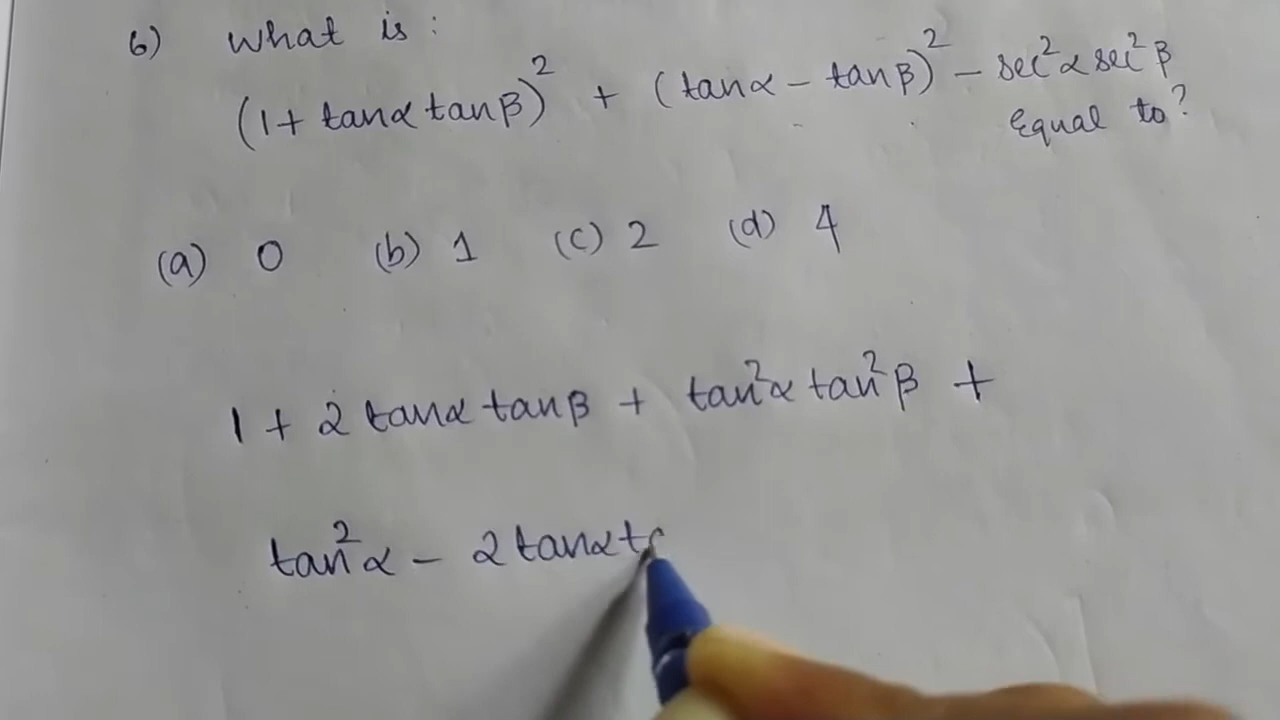 6) What is :
(1 + tanα tanβ)² + (tanα − tanβ)² − sec²α sec²β
Equal to?
(a) 0 (b) 1 (c) 2 (d) 4
1 + 2 tanα tanβ + tan²α tan²β +
tan²α − 2 tanα t